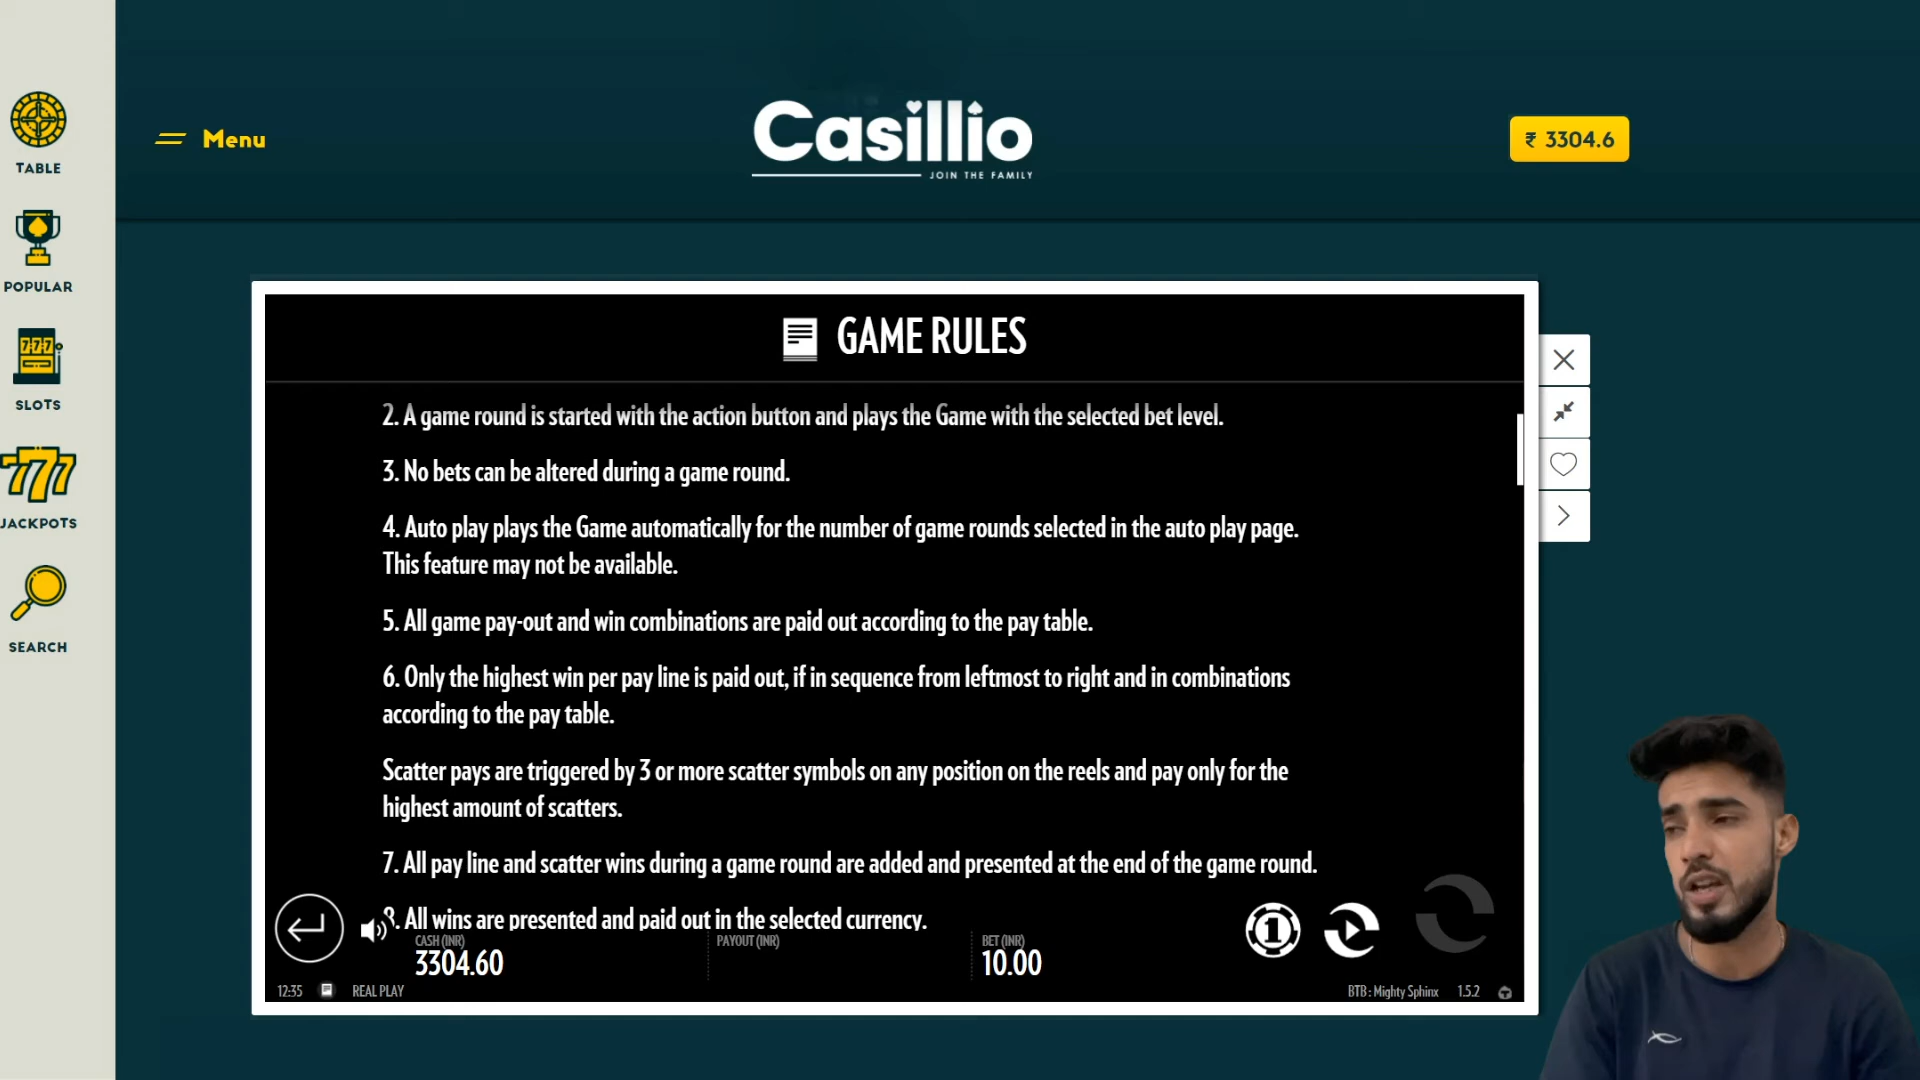 TABLE
POPULAR
SLOTS
JACKPOTS
SEARCH
Menu
Casillio
JOIN THE FAMILY
₹ 3304.6
GAME RULES
2. A game round is started with the action button and plays the Game with the selected bet level.
3. No bets can be altered during a game round.
4. Auto play plays the Game automatically for the number of game rounds selected in the auto play page.
This feature may not be available.
5. All game pay-out and win combinations are paid out according to the pay table.
6. Only the highest win per pay line is paid out, if in sequence from leftmost to right and in combinations
according to the pay table.
Scatter pays are triggered by 3 or more scatter symbols on any position on the reels and pay only for the
highest amount of scatters.
7. All pay line and scatter wins during a game round are added and presented at the end of the game round.
8. All wins are presented and paid out in the selected currency.
CASH (INR)
3304.60
PAYOUT (INR)
BET (INR)
10.00
1
12:35
REAL PLAY
BTB : Mighty Sphinx
1.5.2
777
777